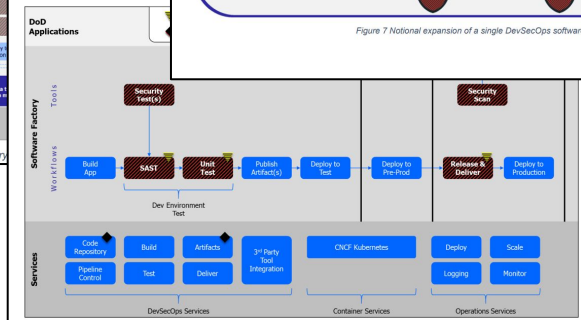 Figure 7 Notional expansion of a single DevSecOps softwar
DoD
Applications
Software Factory
Tools
Security
Test(s)
Security
Scan
Workflows
Build
App
SAST
Unit
Test
Publish
Artifact(s)
Deploy to
Test
Deploy to
Pre-Prod
Release &
Deliver
Deploy to
Production
Dev Environment
Test
Services
Code
Repository
Build
Artifacts
3rd Party
Tool
Integration
CNCF Kubernetes
Deploy
Scale
Pipeline
Control
Test
Deliver
Logging
Monitor
DevSecOps Services
Container Services
Operations Services